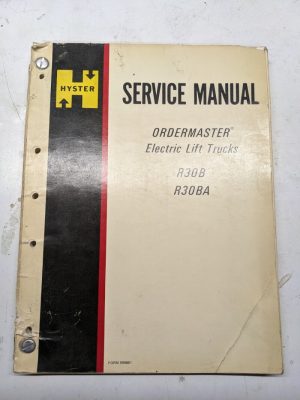 HYSTER
SERVICE MANUAL
ORDERMASTER®
Electric Lift Trucks
R30B
R30BA